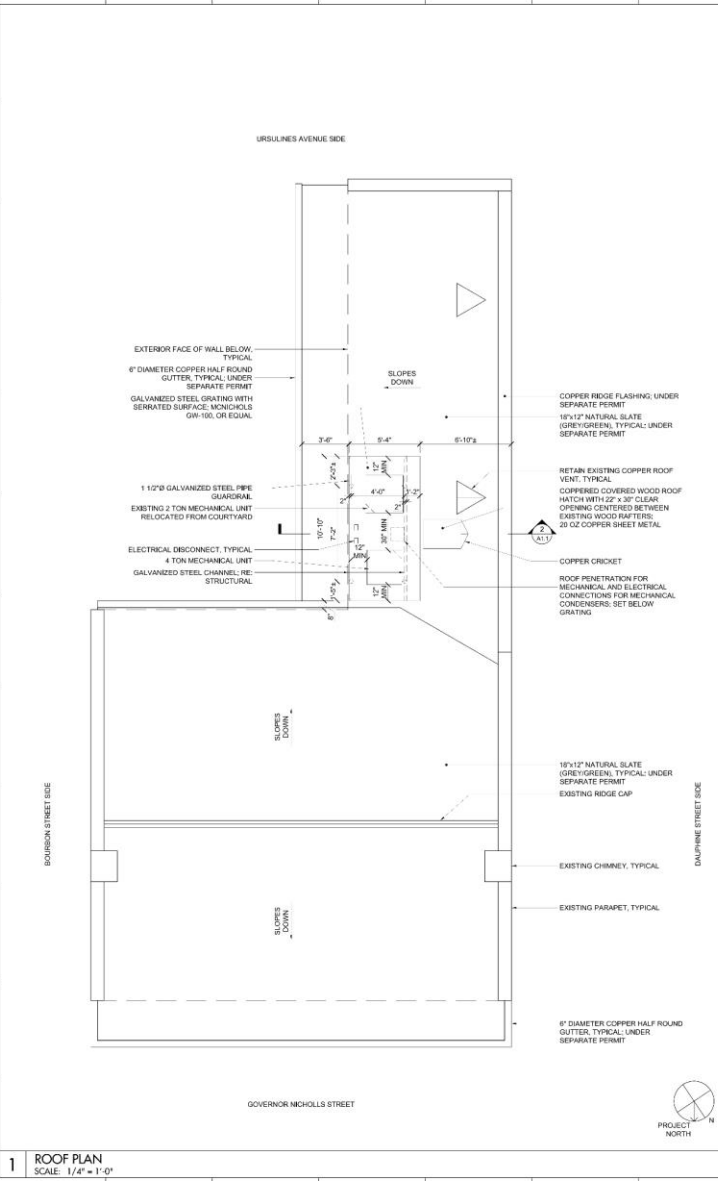 URSULINES AVENUE SIDE
EXTERIOR FACE OF WALL BELOW,
TYPICAL
6" DIAMETER COPPER HALF ROUND
GUTTER, TYPICAL; UNDER
SEPARATE PERMIT
GALVANIZED STEEL GRATING WITH
SERRATED SURFACE; MCNICHOLS
GW-100, OR EQUAL
1 1/2"Ø GALVANIZED STEEL PIPE
GUARDRAIL
EXISTING 2 TON MECHANICAL UNIT
RELOCATED FROM COURTYARD
ELECTRICAL DISCONNECT, TYPICAL
4 TON MECHANICAL UNIT
GALVANIZED STEEL CHANNEL; RE:
STRUCTURAL
SLOPES
DOWN
3'-6"
5'-4"
6'-10"±
2'-3"±
12"
MIN
4'-0"
2"
2"
10'-10"
7'-2"
30" MIN
12"
MIN
12"
MIN
6"
COPPER RIDGE FLASHING; UNDER
SEPARATE PERMIT
18"x12" NATURAL SLATE
(GREY/GREEN), TYPICAL; UNDER
SEPARATE PERMIT
RETAIN EXISTING COPPER ROOF
VENT, TYPICAL
COPPERED COVERED WOOD ROOF
HATCH WITH 22" x 30" CLEAR
OPENING CENTERED BETWEEN
EXISTING WOOD RAFTERS;
20 OZ COPPER SHEET METAL
2
A1.1
COPPER CRICKET
ROOF PENETRATION FOR
MECHANICAL AND ELECTRICAL
CONNECTIONS FOR MECHANICAL
CONDENSERS; SET BELOW
GRATING
SLOPES
DOWN
BOURBON STREET SIDE
18"x12" NATURAL SLATE
(GREY/GREEN), TYPICAL; UNDER
SEPARATE PERMIT
EXISTING RIDGE CAP
DAUPHINE STREET SIDE
EXISTING CHIMNEY, TYPICAL
SLOPES
DOWN
EXISTING PARAPET, TYPICAL
6" DIAMETER COPPER HALF ROUND
GUTTER, TYPICAL; UNDER
SEPARATE PERMIT
GOVERNOR NICHOLLS STREET
PROJECT
NORTH
N
1
ROOF PLAN
SCALE: 1/4" = 1'-0"